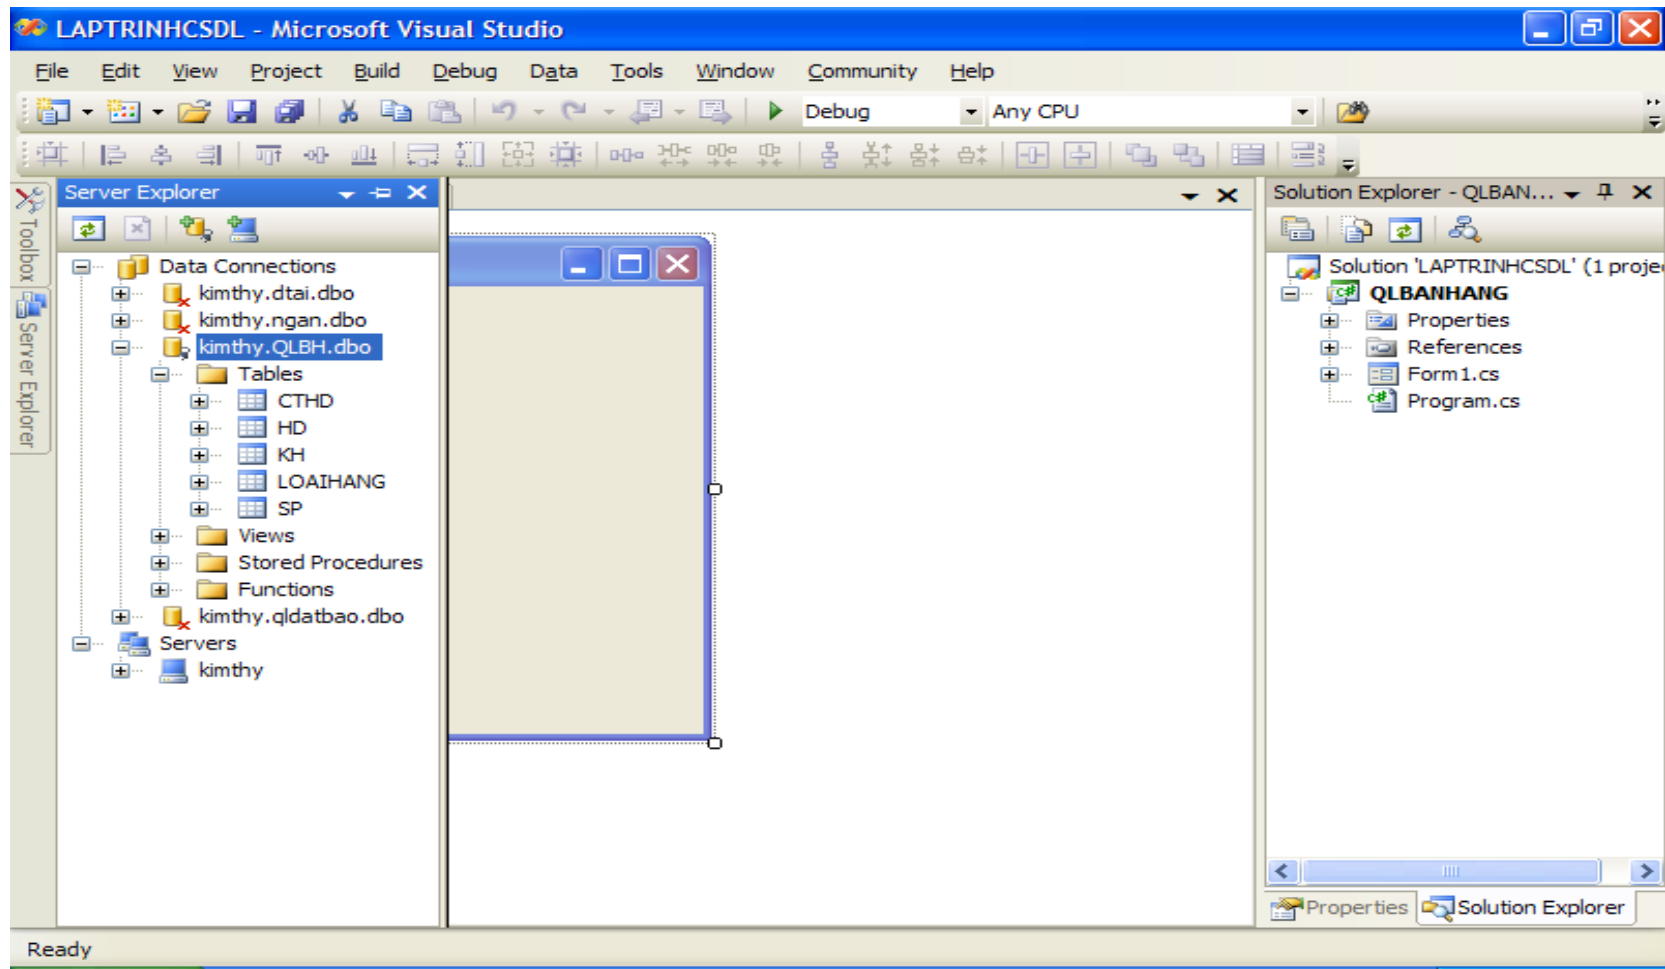 LAPTRINHCSDL - Microsoft Visual Studio
File Edit View Project Build Debug Data Tools Window Community Help
Debug Any CPU
Toolbox
Server Explorer
Server Explorer
Data Connections
kimthy.dtai.dbo
kimthy.ngan.dbo
kimthy.QLBH.dbo
Tables
CTHD
HD
KH
LOAIHANG
SP
Views
Stored Procedures
Functions
kimthy.qldatbao.dbo
Servers
kimthy
Solution Explorer - QLBAN...
Solution 'LAPTRINHCSDL' (1 proje
QLBANHANG
Properties
References
Form1.cs
Program.cs
Properties Solution Explorer
Ready